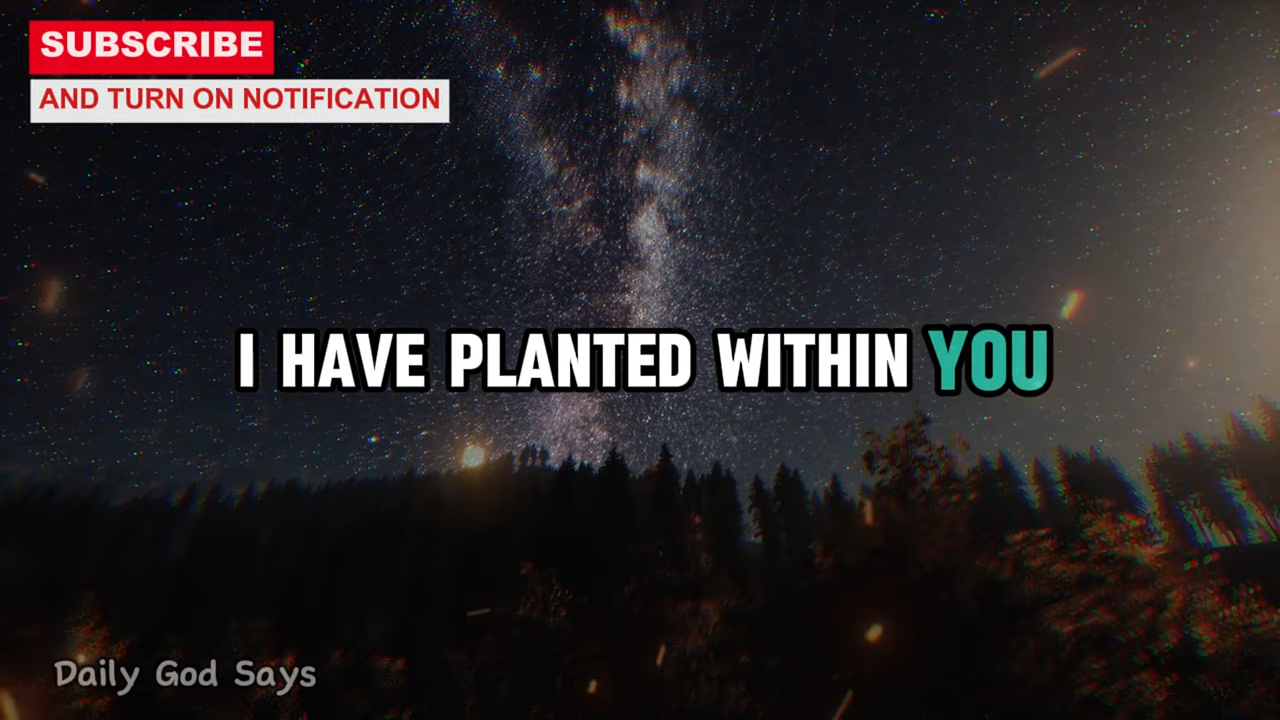 SUBSCRIBE
AND TURN ON NOTIFICATION
I HAVE PLANTED WITHIN YOU
Daily God Says